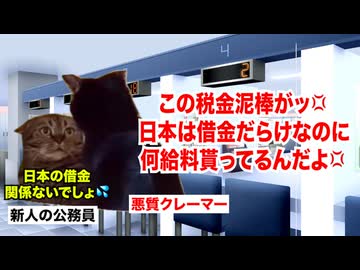 4
2
この税金泥棒がッ💢
日本は借金だらけなのに
何給料貰ってるんだよ💢
日本の借金
関係ないでしょ💦
新人の公務員
悪質クレーマー